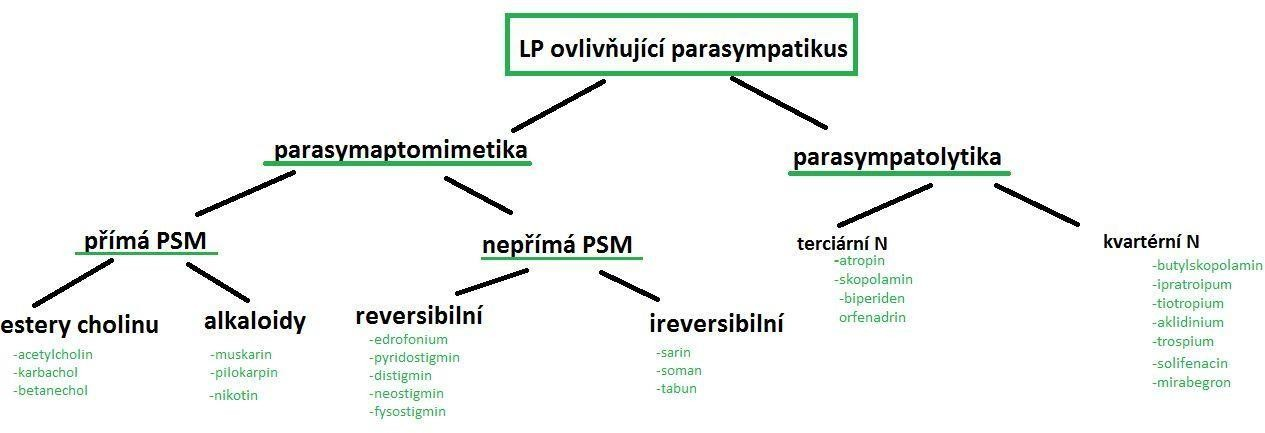 LP ovlivňující parasympatikus
parasymaptomimetika
parasympatolytika
přímá PSM
nepřímá PSM
terciární N
-atropin
-skopolamin
-biperiden
orfenadrin
kvartérní N
-butylskopolamin
-ipratroipum
-tiotropium
-aklidinium
-trospium
-solifenacin
-mirabegron
estery cholinu
-acetylcholin
-karbachol
-betanechol
alkaloidy
-muskarin
-pilokarpin
-nikotin
reversibilní
-edrofonium
-pyridostigmin
-distigmin
-neostigmin
-fysostigmin
ireversibilní
-sarin
-soman
-tabun